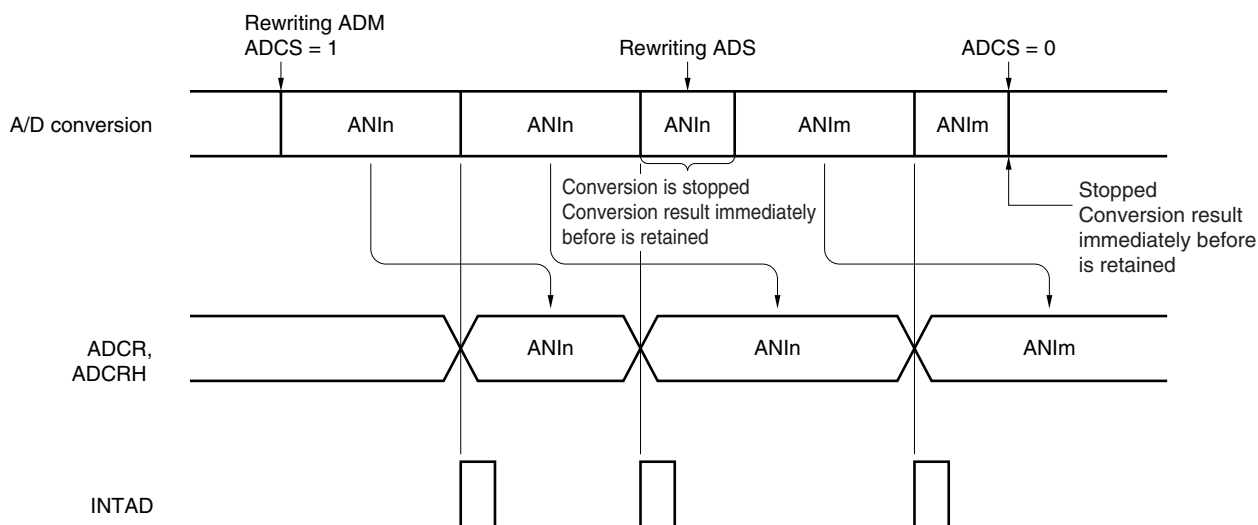 Rewriting ADM
ADCS = 1
Rewriting ADS
ADCS = 0
A/D conversion
ANIn
ANIn
ANIn
ANIm
ANIm
Conversion is stopped
Conversion result immediately
before is retained
Stopped
Conversion result
immediately before
is retained
ADCR,
ADCRH
ANIn
ANIn
ANIm
INTAD